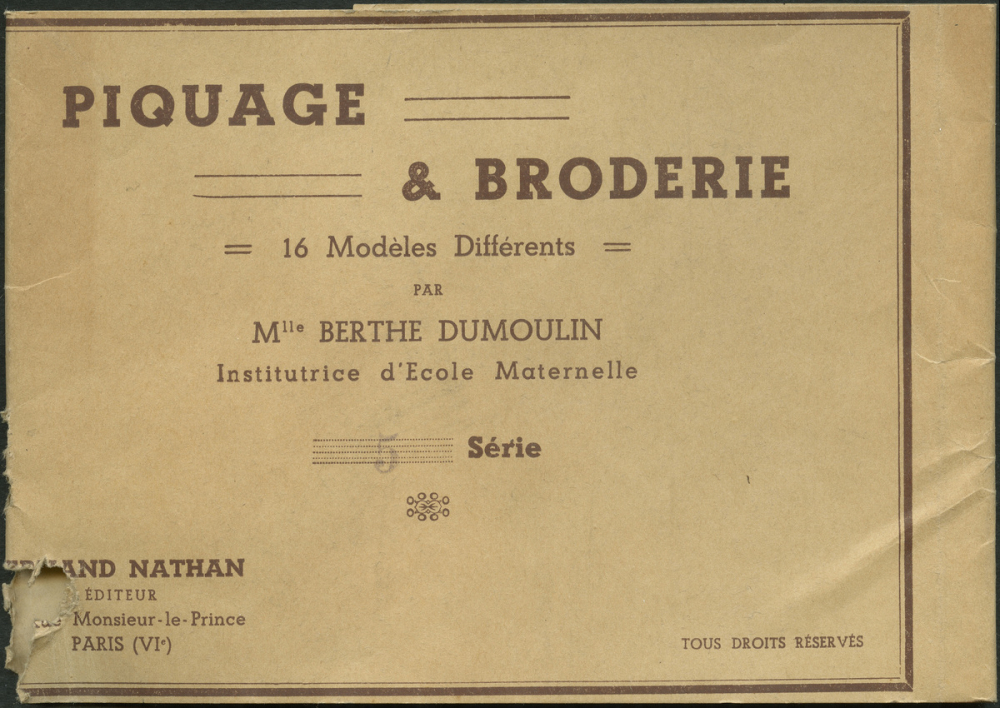 PIQUAGE
& BRODERIE
= 16 Modèles Différents =
PAR
Mlle BERTHE DUMOULIN
Institutrice d'Ecole Maternelle
5 Série
NATHAN
ÉDITEUR
Monsieur-le-Prince
PARIS (VIe)
TOUS DROITS RÉSERVÉS